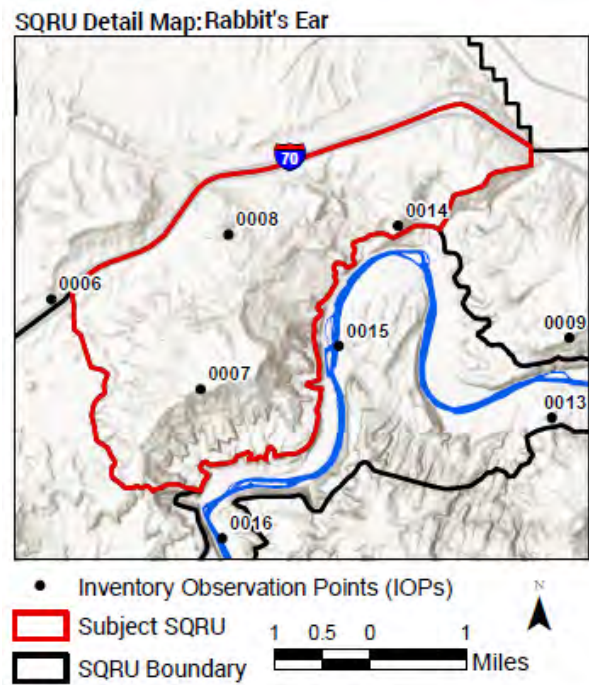 SQRU Detail Map: Rabbit's Ear
70
0014
0008
0006
0015
0009
0007
0013
0016
Inventory Observation Points (IOPs)
N
Subject SQRU
1 0.5 0 1
SQRU Boundary
Miles